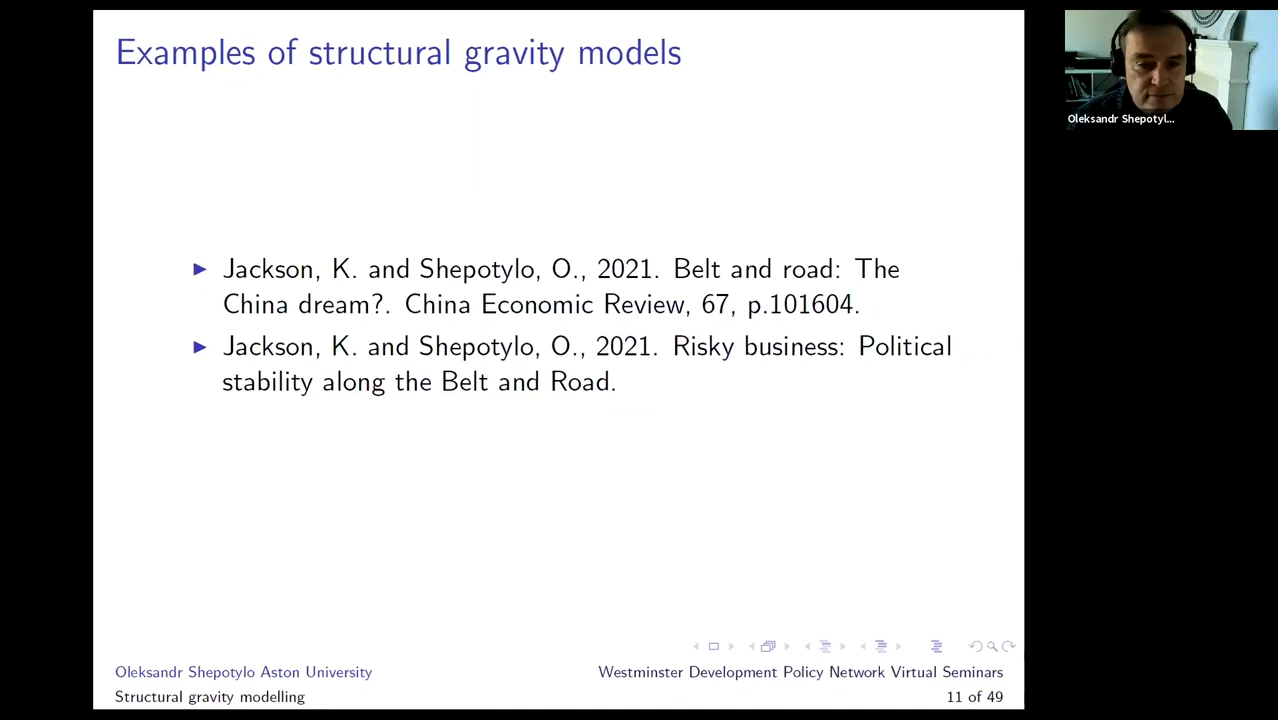 Examples of structural gravity models
Oleksandr Shepotyl...
▶ Jackson, K. and Shepotylo, O., 2021. Belt and road: The
China dream?. China Economic Review, 67, p.101604.
▶ Jackson, K. and Shepotylo, O., 2021. Risky business: Political
stability along the Belt and Road.
Oleksandr Shepotylo Aston University
Westminster Development Policy Network Virtual Seminars
Structural gravity modelling
11 of 49